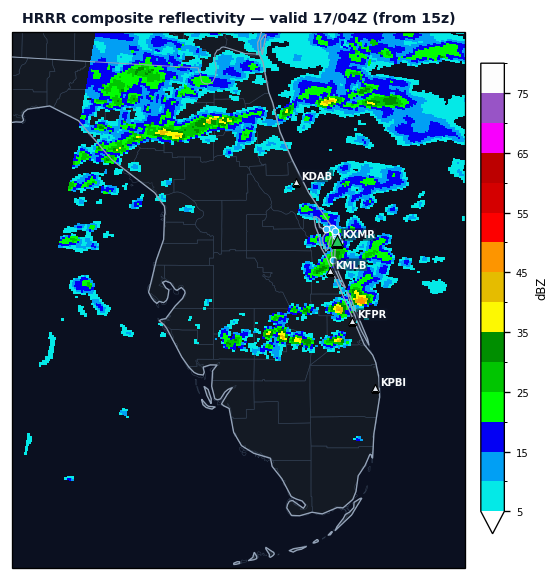 HRRR composite reflectivity — valid 17/04Z (from 15z)
KDAB
KXMR
KMLB
KFPR
KPBI
75
65
55
45
35
25
15
5
dBZ